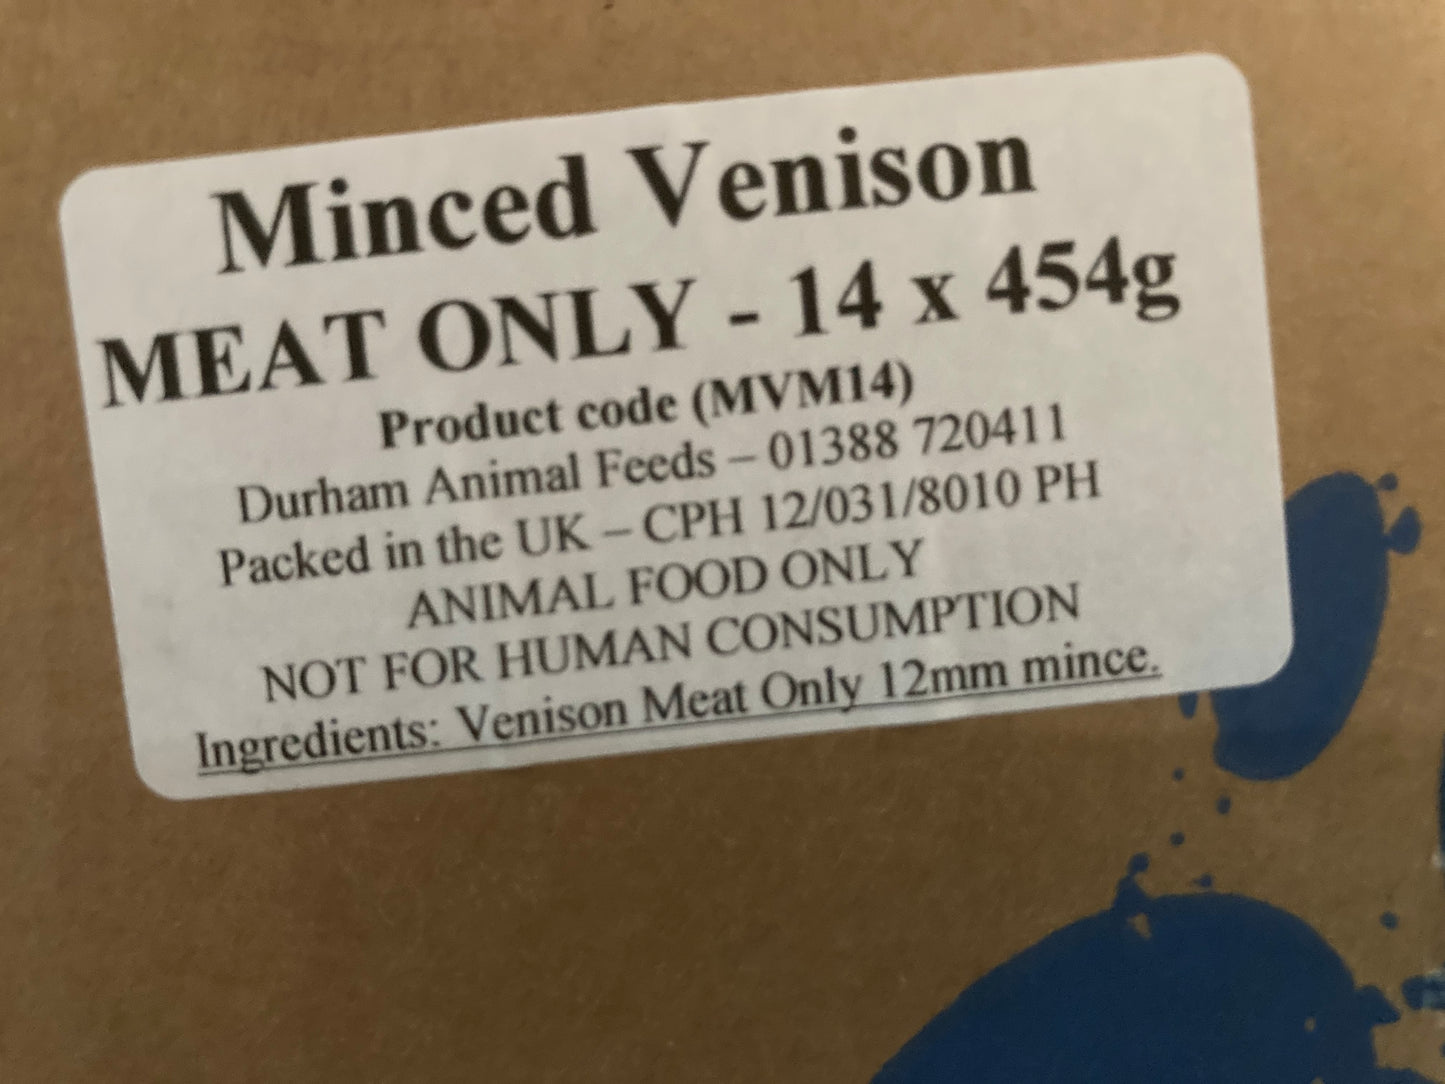 Minced Venison
MEAT ONLY - 14 x 454g
Product code (MVM14)
Durham Animal Feeds – 01388 720411
Packed in the UK – CPH 12/031/8010 PH
ANIMAL FOOD ONLY
NOT FOR HUMAN CONSUMPTION
Ingredients: Venison Meat Only 12mm mince.